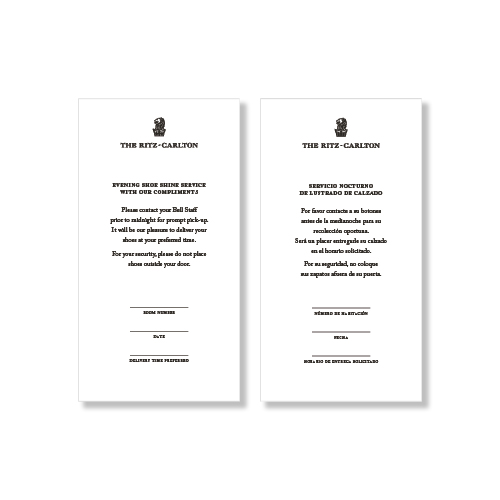 THE RITZ-CARLTON
EVENING SHOE SHINE SERVICE
WITH OUR COMPLIMENTS
Please contact your Bell Staff
prior to midnight for prompt pick-up.
It will be our pleasure to deliver your
shoes at your preferred time.
For your security, please do not place
shoes outside your door.
ROOM NUMBER
DATE
DELIVERY TIME PREFERRED
THE RITZ-CARLTON
SERVICIO NOCTURNO
DE LUSTRADO DE CALZADO
Por favor contacte a su botones
antes de la medianoche para su
recolección oportuna.
Será un placer entregarle su calzado
en el horario solicitado.
Por su seguridad, no coloque
sus zapatos afuera de su puerta.
NÚMERO DE HABITACIÓN
FECHA
HORARIO DE ENTREGA SOLICITADO